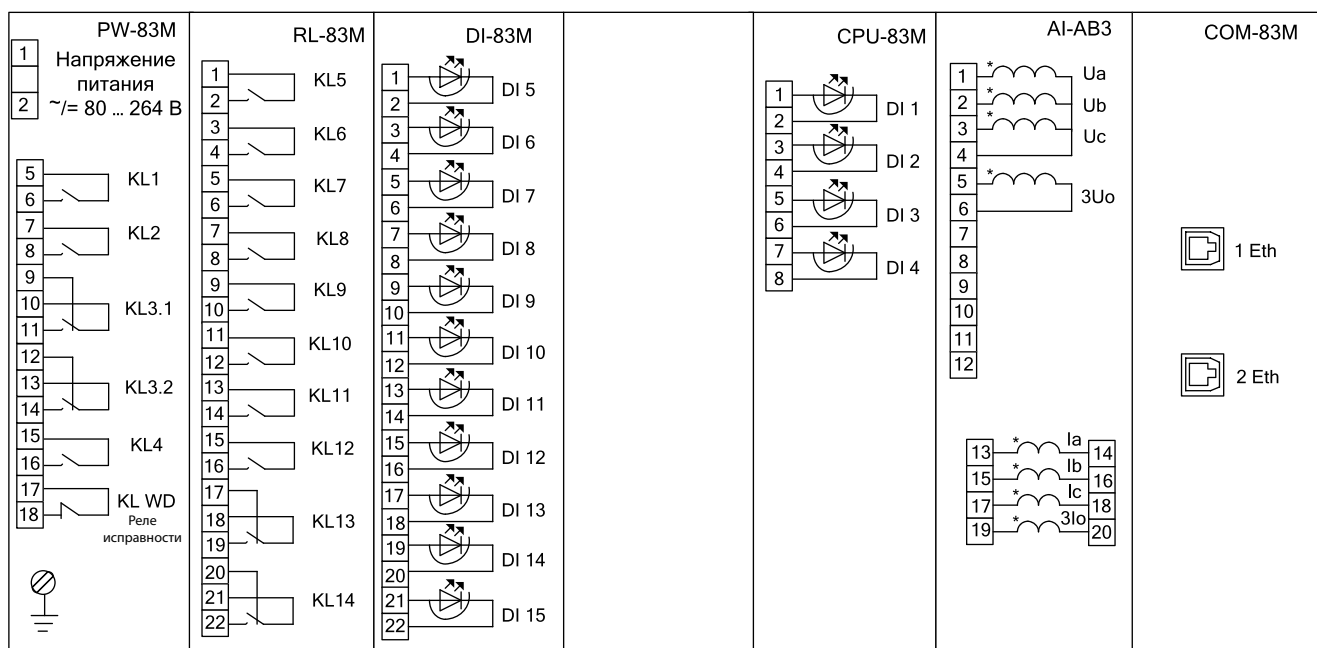 PW-83M
1
Напряжение
питания
2
~/= 80 ... 264 В
5
KL1
6
7
KL2
8
9
10
KL3.1
11
12
13
KL3.2
14
15
KL4
16
17
KL WD
18
Реле
исправности
RL-83M
1
KL5
2
3
KL6
4
5
KL7
6
7
KL8
8
9
KL9
10
11
KL10
12
13
KL11
14
15
KL12
16
17
18
KL13
19
20
21
KL14
22
DI-83M
1
DI 5
2
3
DI 6
4
5
DI 7
6
7
DI 8
8
9
DI 9
10
11
DI 10
12
13
DI 11
14
15
DI 12
16
17
DI 13
18
19
DI 14
20
21
DI 15
22
CPU-83M
1
DI 1
2
3
DI 2
4
5
DI 3
6
7
DI 4
8
AI-AB3
1
*
Ua
2
*
Ub
3
*
Uc
4
5
*
3Uo
6
7
8
9
10
11
12
13 * Ia 14
15 * Ib 16
17 * Ic 18
19 * 3Io 20
COM-83M
1 Eth
2 Eth